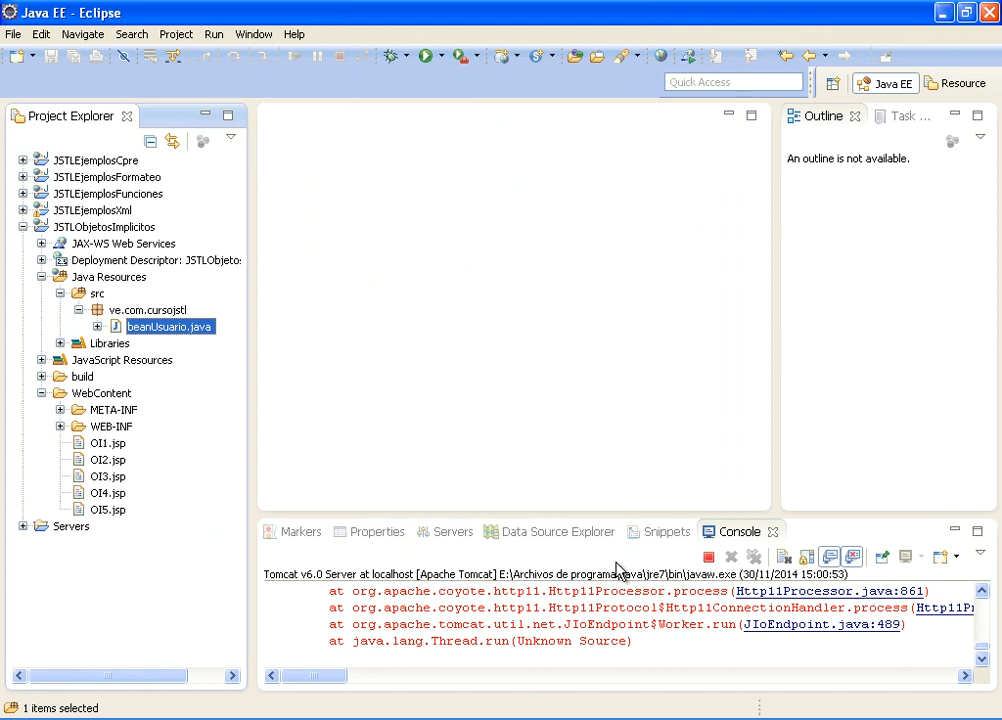 Java EE - Eclipse
File Edit Navigate Search Project Run Window Help
Quick Access
Java EE
Resource
Project Explorer
JSTLEjemplosCpre
JSTLEjemplosFormateo
JSTLEjemplosFunciones
JSTLEjemplosXml
JSTLObjetosImplicitos
JAX-WS Web Services
Deployment Descriptor: JSTLObjeto:
Java Resources
src
ve.com.cursojstl
beanUsuario.java
Libraries
JavaScript Resources
build
WebContent
META-INF
WEB-INF
OI1.jsp
OI2.jsp
OI3.jsp
OI4.jsp
OI5.jsp
Servers
Outline
Task ...
An outline is not available.
Markers Properties Servers Data Source Explorer Snippets Console
Tomcat v6.0 Server at localhost [Apache Tomcat] E:\Archivos de programa\Java\jre7\bin\javaw.exe (30/11/2014 15:00:53)
at org.apache.coyote.http11.Http11Processor.process(Http11Processor.java:861)
at org.apache.coyote.http11.Http11Protocol$Http11ConnectionHandler.process(Http11Pr
at org.apache.tomcat.util.net.JIoEndpoint$Worker.run(JIoEndpoint.java:489)
at java.lang.Thread.run(Unknown Source)
1 items selected